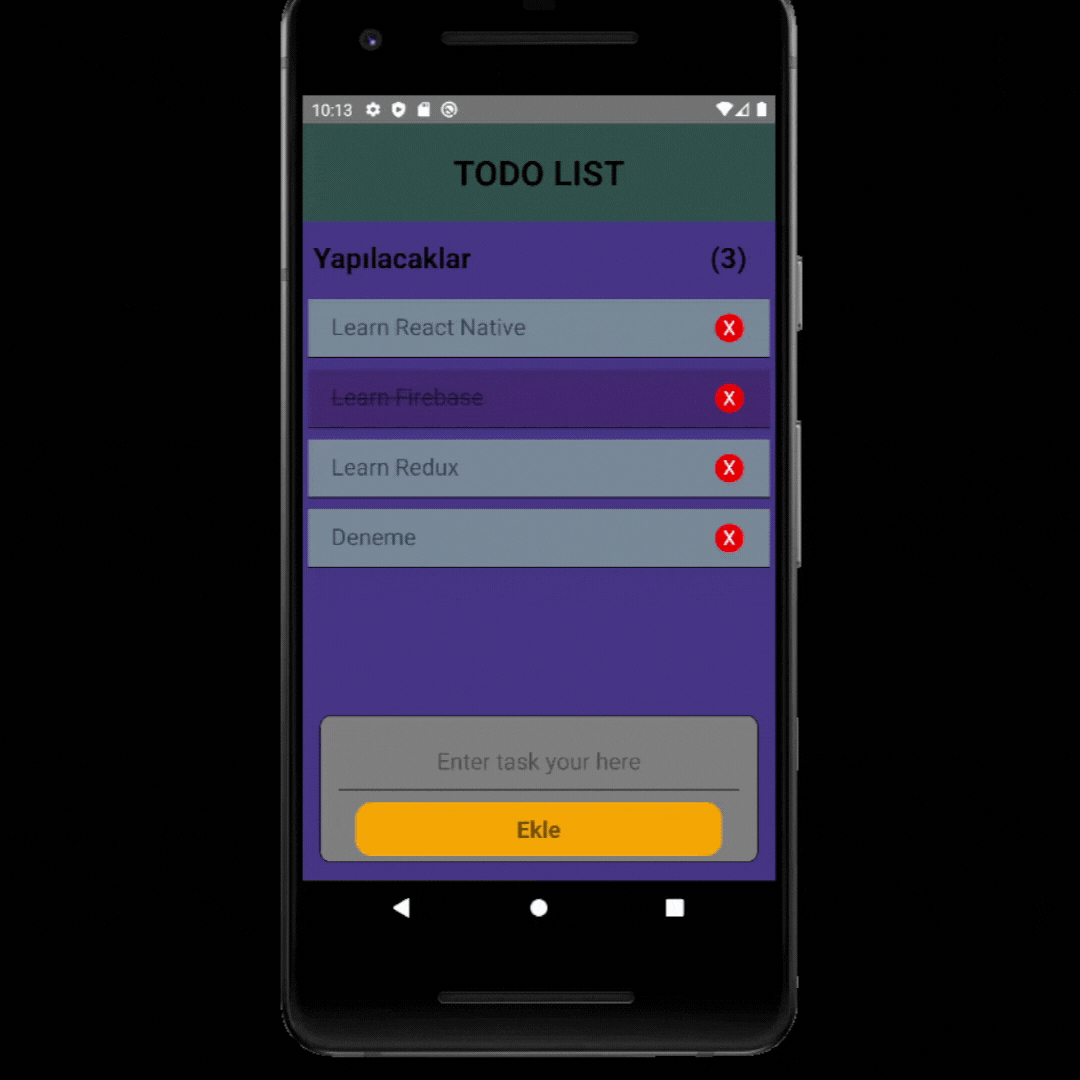 10:13
TODO LIST
Yapılacaklar (3)
Learn React Native X
Learn Firebase X
Learn Redux X
Deneme X
Enter task your here
Ekle